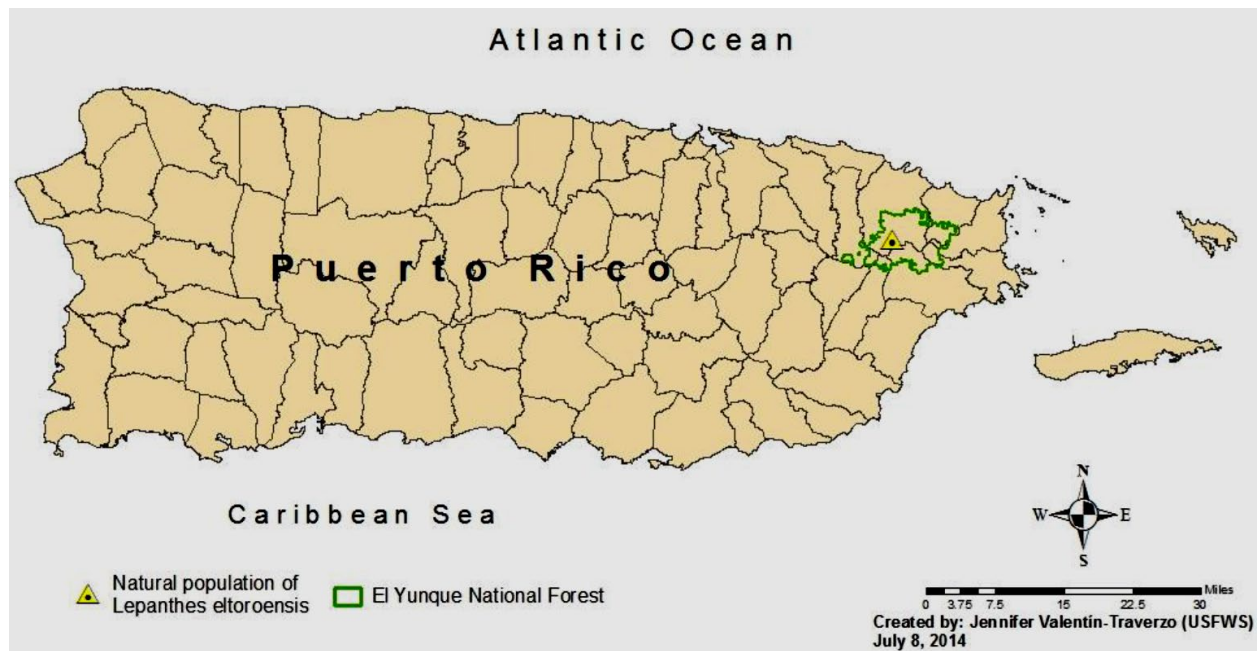 Atlantic Ocean
Puerto Rico
Caribbean Sea
N
W
E
S
Natural population of
Lepanthes eltoroensis
El Yunque National Forest
Miles
0 3.75 7.5 15 22.5 30
Created by: Jennifer Valentín-Traverzo (USFWS)
July 8, 2014